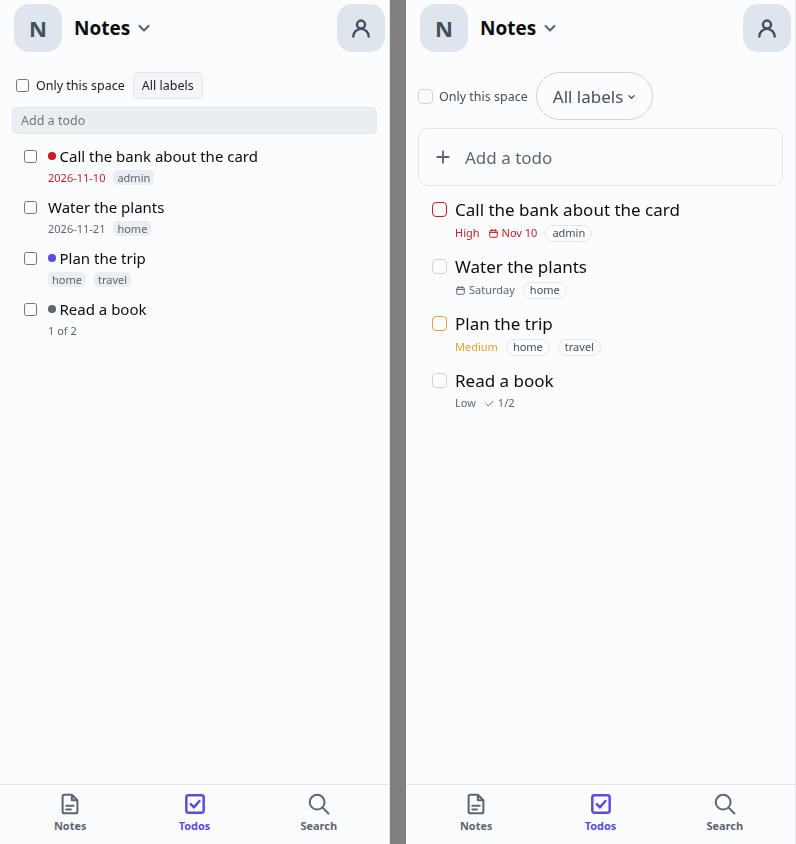 N Notes
Only this space All labels
Add a todo
Call the bank about the card
2026-11-10 admin
Water the plants
2026-11-21 home
Plan the trip
home travel
Read a book
1 of 2
Notes Todos Search
N Notes
Only this space All labels
Add a todo
Call the bank about the card
High Nov 10 admin
Water the plants
Saturday home
Plan the trip
Medium home travel
Read a book
Low 1/2
Notes Todos Search